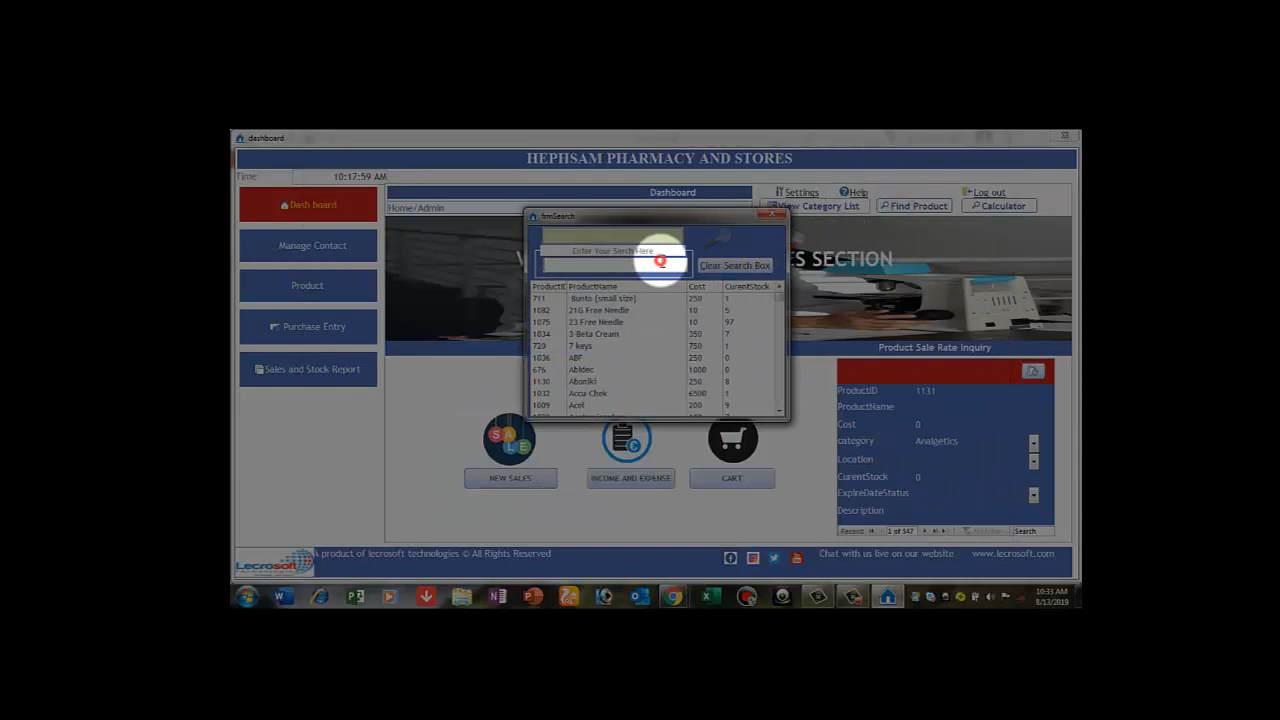 dashboard
HEPHSAM PHARMACY AND STORES
Time 10:17:59 AM
Dashboard
Settings Help Log out
Home/Admin
View Category List Find Product Calculator
Dash board
Manage Contact
Product
Purchase Entry
Sales and Stock Report
ES SECTION
frmSearch
Enter Your Serch Here
Clear Search Box
ProductID ProductName Cost CurentStock
711 Bunto (small size) 250 1
1082 21G Free Needle 10 5
1075 23 Free Needle 10 97
1034 3-Beta Cream 350 7
720 7 keys 750 1
1036 ABF 250 0
676 Abidec 1000 0
1130 Aboniki 250 8
1032 Accu-Chek 6500 1
1009 Acel 200 9
Product Sale Rate Inquiry
ProductID 1131
ProductName
Cost 0
category Analgetics
Location
CurentStock 0
ExpireDateStatus
Description
Record: 1 of 547 Search
SALE
NEW SALES
INCOME AND EXPENSE
CART
Lecrosoft
A product of lecrosoft technologies © All Rights Reserved
Chat with us live on our website www.lecrosoft.com
10:33 AM
8/13/2019